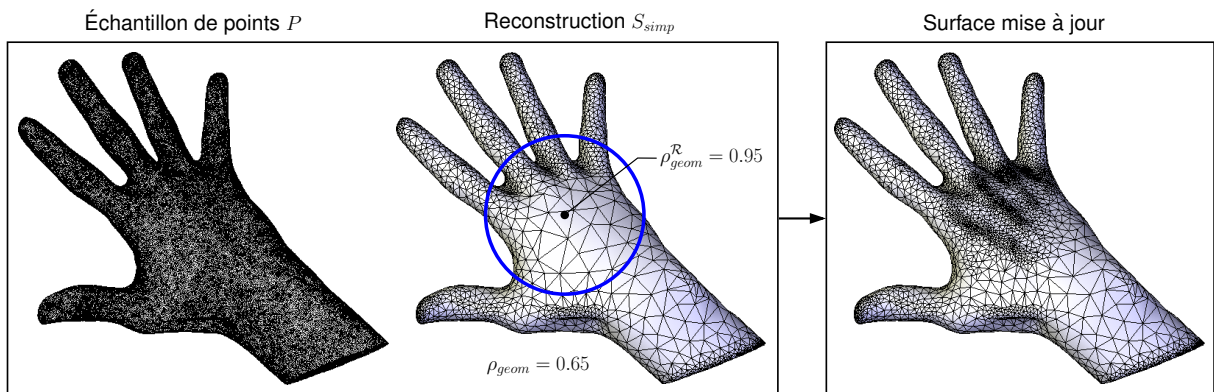 Échantillon de points P
Reconstruction S_simp
Surface mise à jour
ρ^R_geom = 0.95
ρ_geom = 0.65